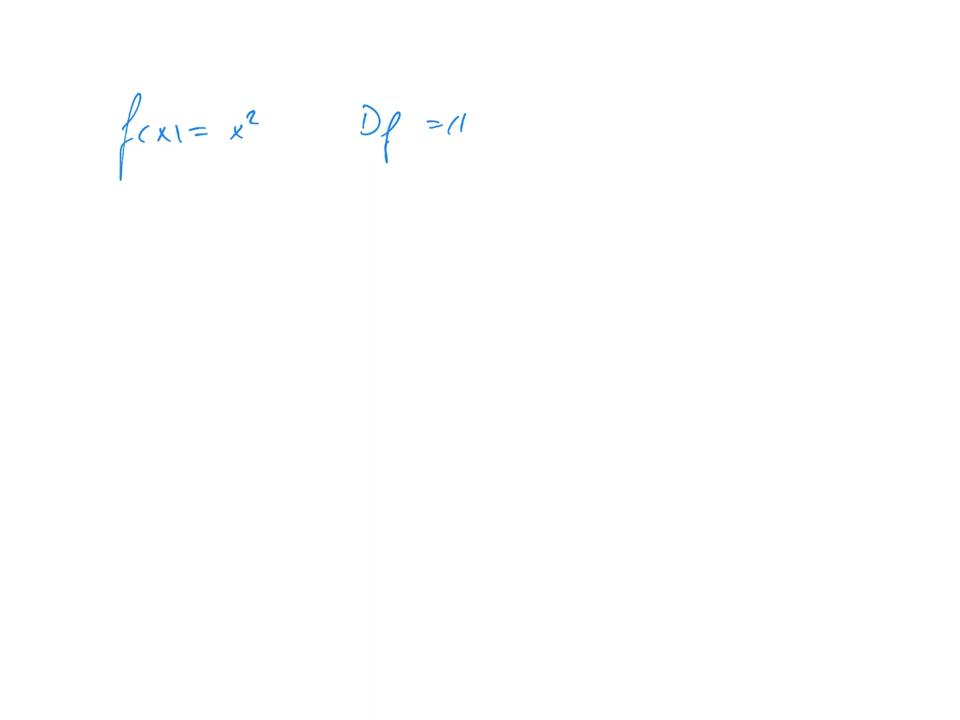 f(x) = x² Df =